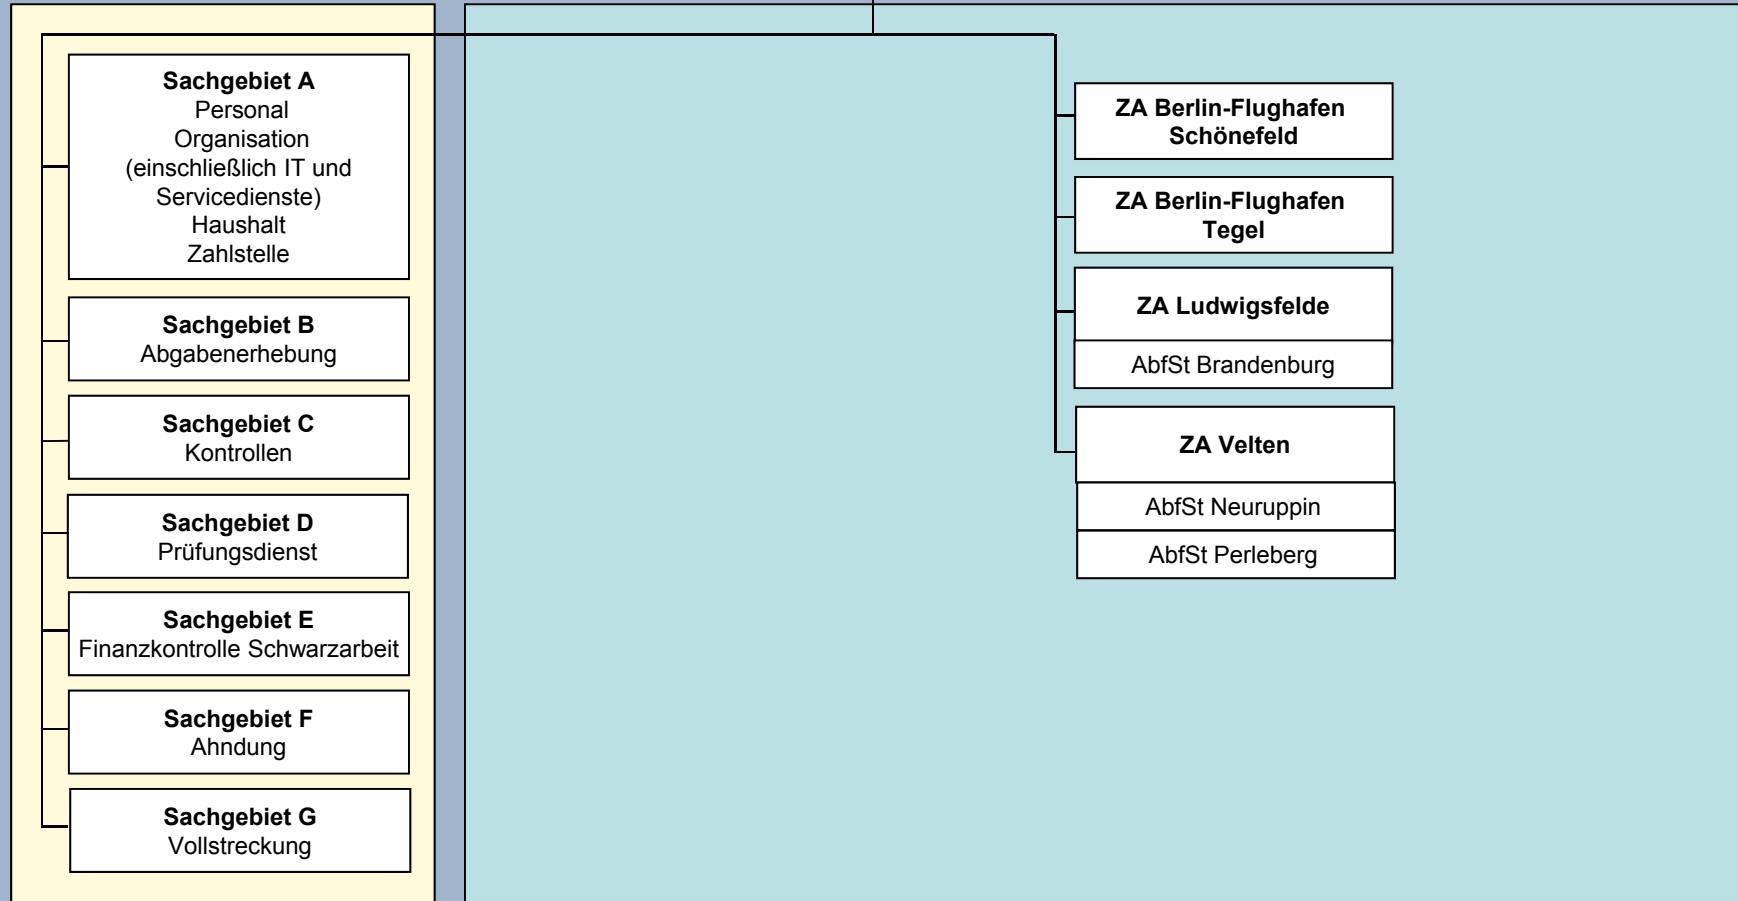 Sachgebiet A
Personal
Organisation
(einschließlich IT und
Servicedienste)
Haushalt
Zahlstelle
Sachgebiet B
Abgabenerhebung
Sachgebiet C
Kontrollen
Sachgebiet D
Prüfungsdienst
Sachgebiet E
Finanzkontrolle Schwarzarbeit
Sachgebiet F
Ahndung
Sachgebiet G
Vollstreckung
ZA Berlin-Flughafen
Schönefeld
ZA Berlin-Flughafen
Tegel
ZA Ludwigsfelde
AbfSt Brandenburg
ZA Velten
AbfSt Neuruppin
AbfSt Perleberg